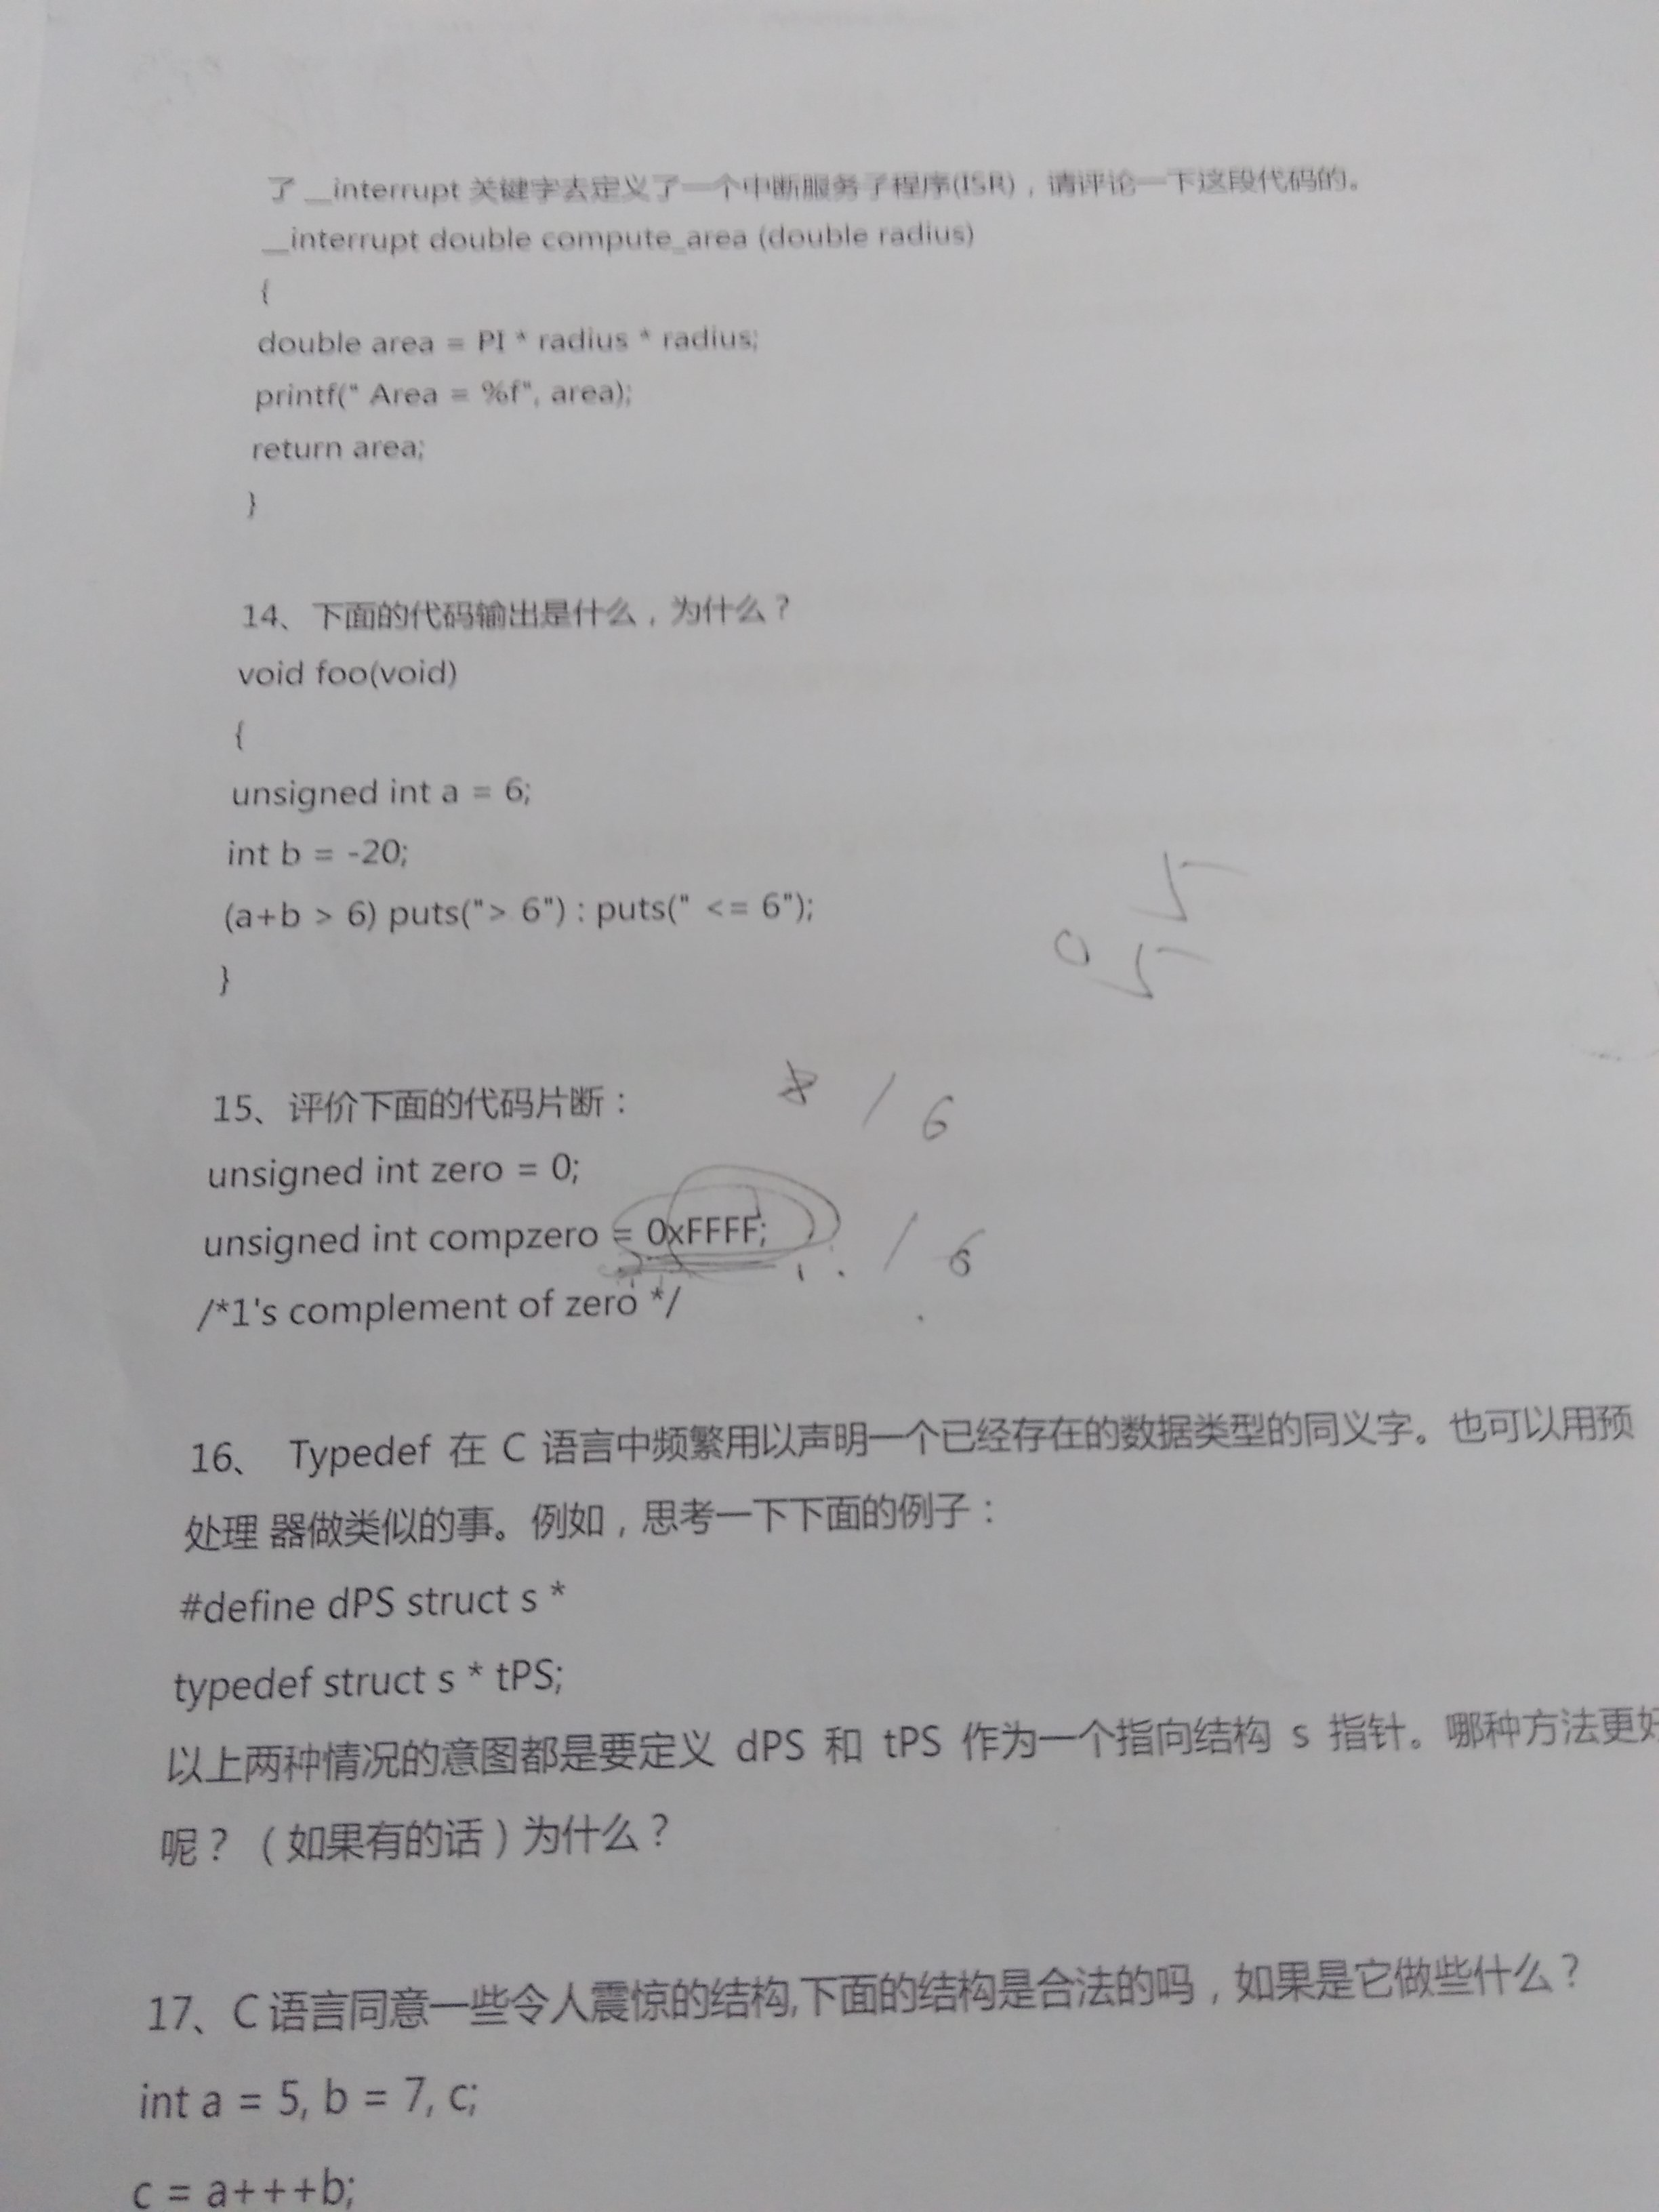 了 __interrupt 关键字去定义了一个中断服务子程序(ISR)，请评论一下这段代码的。
__interrupt double compute_area (double radius)
{
double area = PI * radius * radius;
printf(" Area = %f", area);
return area;
}
14、下面的代码输出是什么，为什么？
void foo(void)
{
unsigned int a = 6;
int b = -20;
(a+b > 6) puts("> 6") : puts(" <= 6");
}
15、评价下面的代码片断：
unsigned int zero = 0;
unsigned int compzero = 0xFFFF;
/*1's complement of zero */
16、 Typedef 在 C 语言中频繁用以声明一个已经存在的数据类型的同义字。也可以用预
处理 器做类似的事。例如，思考一下下面的例子：
#define dPS struct s *
typedef struct s * tPS;
以上两种情况的意图都是要定义 dPS 和 tPS 作为一个指向结构 s 指针。哪种方法更好
呢？（如果有的话）为什么？
17、C 语言同意一些令人震惊的结构,下面的结构是合法的吗，如果是它做些什么？
int a = 5, b = 7, c;
c = a+++b;